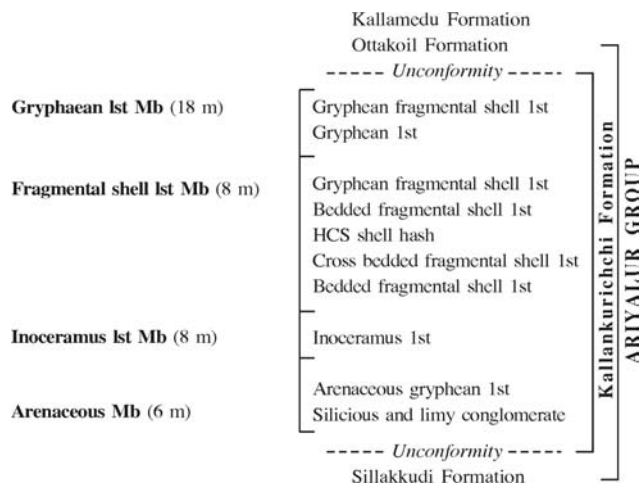 Kallamedu Formation
Ottakoil Formation
Unconformity
Gryphaean lst Mb (18 m)
Gryphean fragmental shell 1st
Gryphean 1st
Fragmental shell lst Mb (8 m)
Gryphean fragmental shell 1st
Bedded fragmental shell 1st
HCS shell hash
Cross bedded fragmental shell 1st
Bedded fragmental shell 1st
Inoceramus lst Mb (8 m)
Inoceramus 1st
Arenaceous Mb (6 m)
Arenaceous gryphean 1st
Silicious and limy conglomerate
Unconformity
Sillakkudi Formation
Kallankurichchi Formation
ARIYALUR GROUP